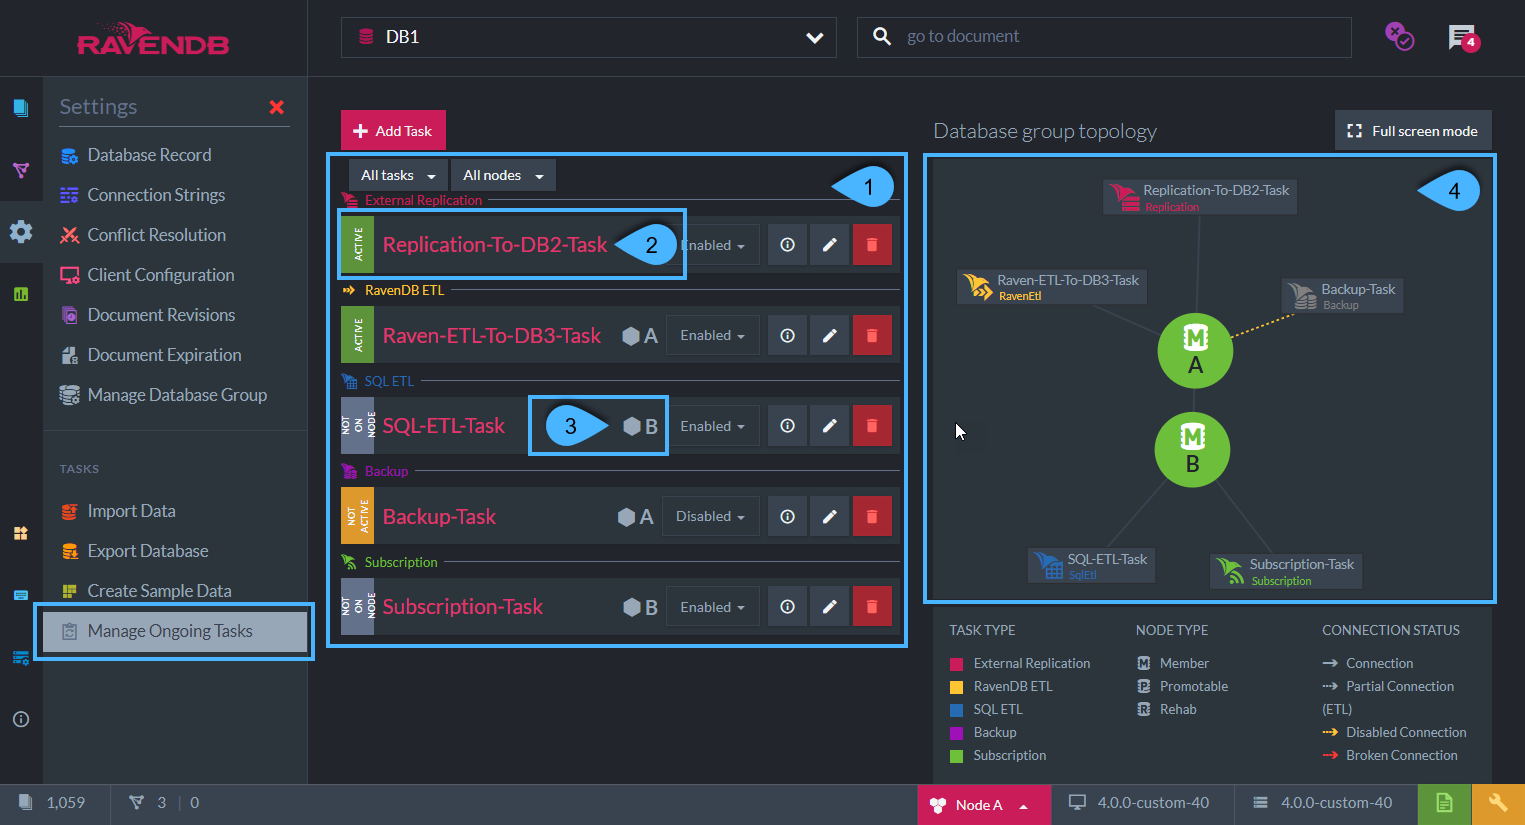 RAVENDB
DB1
go to document
4
Settings
Database Record
Connection Strings
Conflict Resolution
Client Configuration
Document Revisions
Document Expiration
Manage Database Group
TASKS
Import Data
Export Database
Create Sample Data
Manage Ongoing Tasks
Add Task
All tasks
All nodes
1
External Replication
ACTIVE
Replication-To-DB2-Task
2
Enabled
RavenDB ETL
ACTIVE
Raven-ETL-To-DB3-Task
A
Enabled
SQL ETL
NOT ON NODE
SQL-ETL-Task
3
B
Enabled
Backup
NOT ACTIVE
Backup-Task
A
Disabled
Subscription
NOT ON NODE
Subscription-Task
B
Enabled
Database group topology
Full screen mode
4
Replication-To-DB2-Task
Replication
Raven-ETL-To-DB3-Task
RavenEtl
Backup-Task
Backup
M
A
M
B
SQL-ETL-Task
SqlEtl
Subscription-Task
Subscription
TASK TYPE
External Replication
RavenDB ETL
SQL ETL
Backup
Subscription
NODE TYPE
M Member
P Promotable
R Rehab
CONNECTION STATUS
Connection
Partial Connection
(ETL)
Disabled Connection
Broken Connection
1,059
3 | 0
Node A
4.0.0-custom-40
4.0.0-custom-40